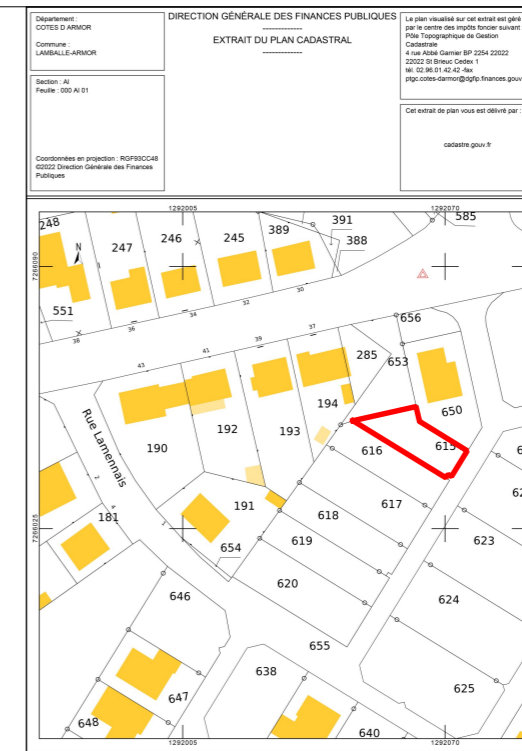 Département :
COTES D ARMOR
Commune :
LAMBALLE-ARMOR
Section : AI
Feuille : 000 AI 01
Coordonnées en projection : RGF93CC48
©2022 Direction Générale des Finances
Publiques
DIRECTION GÉNÉRALE DES FINANCES PUBLIQUES
-------------
EXTRAIT DU PLAN CADASTRAL
-------------
Le plan visualisé sur cet extrait est géré
par le centre des impôts foncier suivant :
Pôle Topographique de Gestion
Cadastrale
4 rue Abbé Garnier BP 2254 22022
22022 St Brieuc Cedex 1
tél. 02.96.01.42.42 -fax
ptgc.cotes-darmor@dgfip.finances.gouv
Cet extrait de plan vous est délivré par :
cadastre.gouv.fr
1292005
1292070
248
247
246
245
389
391
388
585
N
7266090
551
38
36
34
32
30
656
43
41
39
37
285
653
650
194
190
192
193
616
615
Rue Lamennais
191
617
618
2
4
181
1
654
619
623
7266025
620
646
624
655
638
647
625
648
640
1292005
1292070